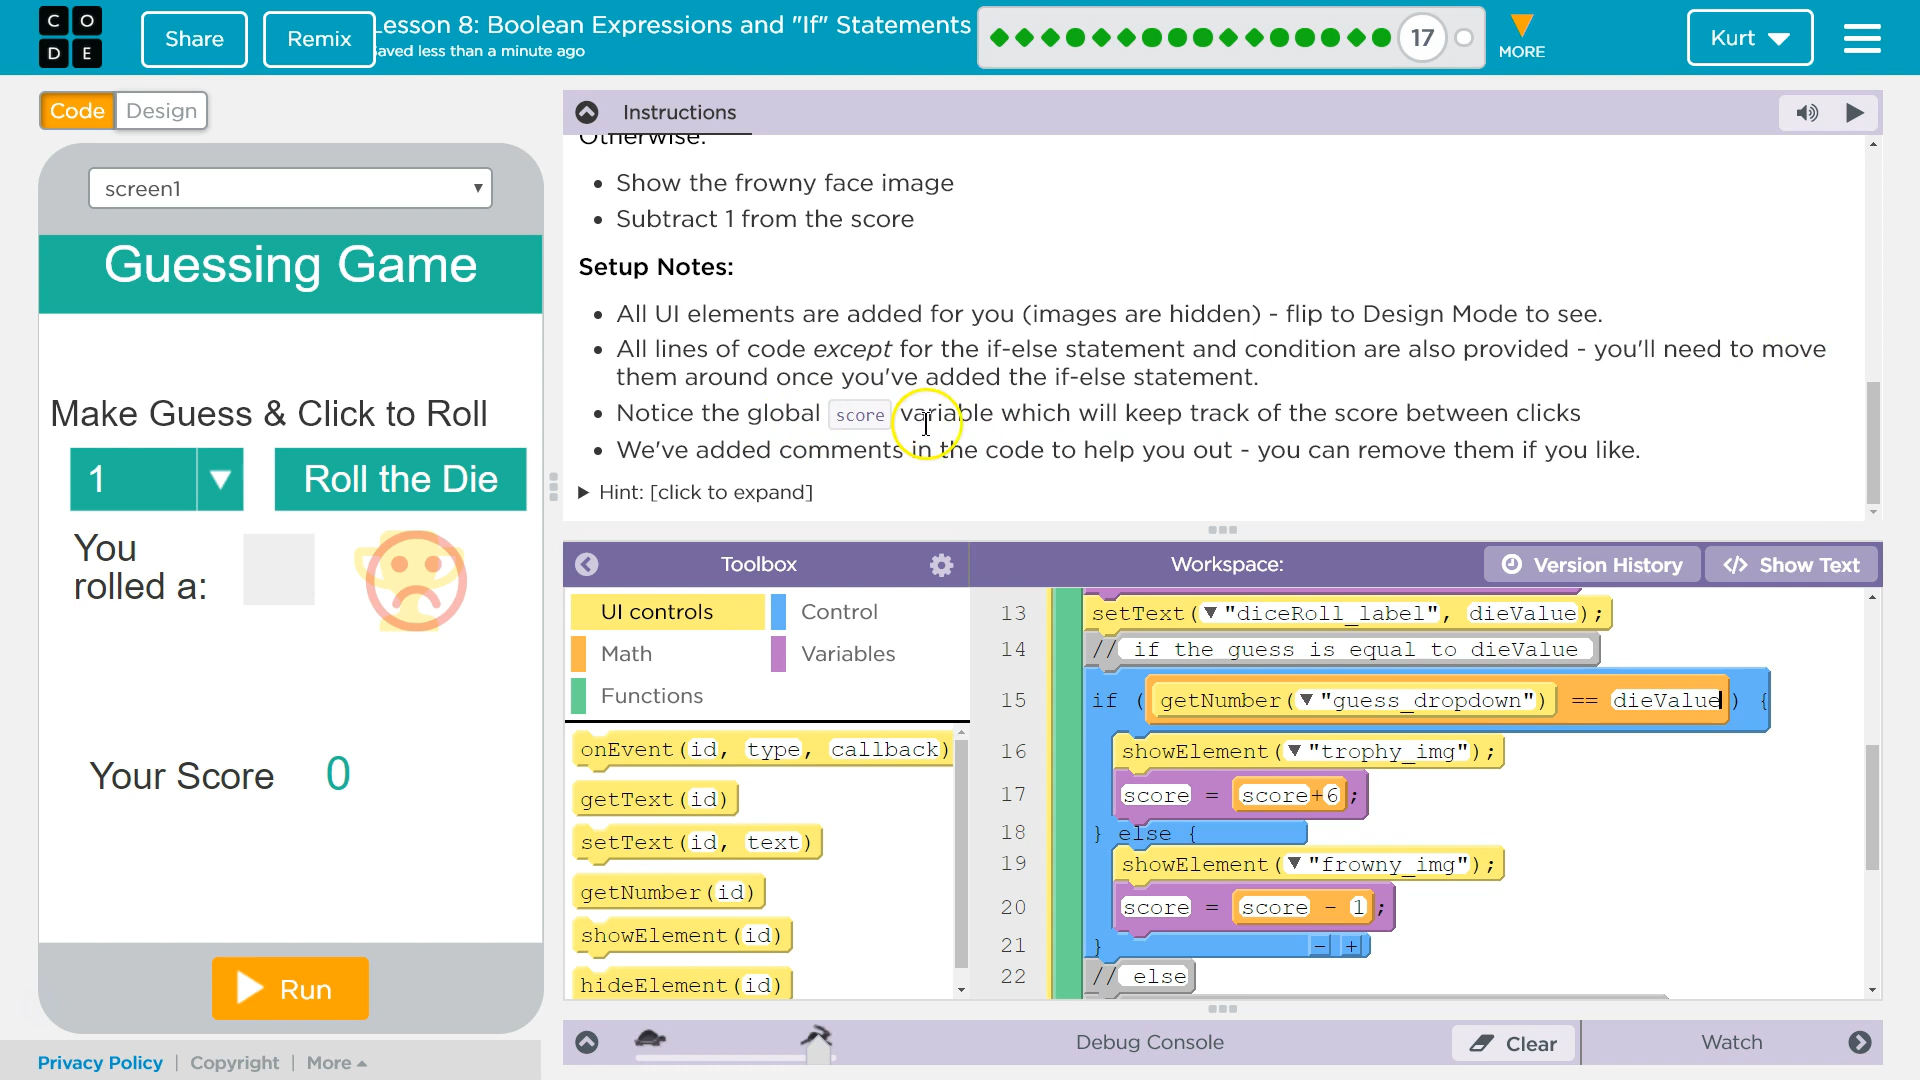 C O
D E
Share
Remix
Lesson 8: Boolean Expressions and "If" Statements
Saved less than a minute ago
17
MORE
Kurt
Code
Design
screen1
Guessing Game
Make Guess & Click to Roll
1
Roll the Die
You
rolled a:
Your Score 0
Run
Privacy Policy | Copyright | More
Instructions
Otherwise:
Show the frowny face image
Subtract 1 from the score
Setup Notes:
All UI elements are added for you (images are hidden) - flip to Design Mode to see.
All lines of code except for the if-else statement and condition are also provided - you'll need to move
them around once you've added the if-else statement.
Notice the global score variable which will keep track of the score between clicks
We've added comments in the code to help you out - you can remove them if you like.
Hint: [click to expand]
Toolbox
Workspace:
Version History
</> Show Text
UI controls
Control
Math
Variables
Functions
onEvent(id, type, callback)
getText(id)
setText(id, text)
getNumber(id)
showElement(id)
hideElement(id)
13 setText("diceRoll_label", dieValue);
14 // if the guess is equal to dieValue
15 if (getNumber("guess_dropdown") == dieValue) {
16 showElement("trophy_img");
17 score = score+6;
18 } else {
19 showElement("frowny_img");
20 score = score - 1;
21 } - +
22 // else
Debug Console
Clear
Watch